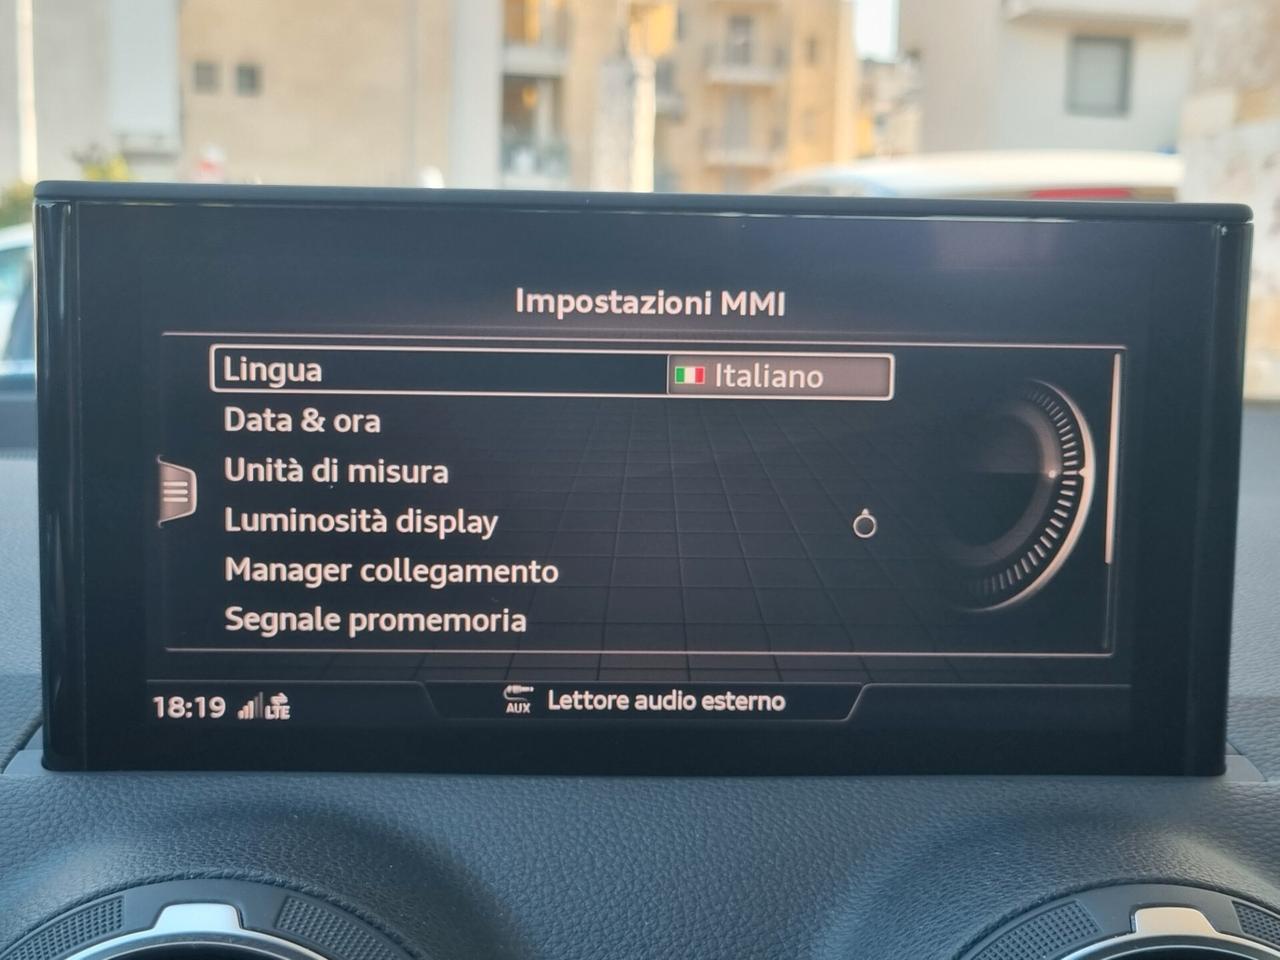 Impostazioni MMI
Lingua Italiano
Data & ora
Unità di misura
Luminosità display
Manager collegamento
Segnale promemoria
18:19 LTE AUX Lettore audio esterno